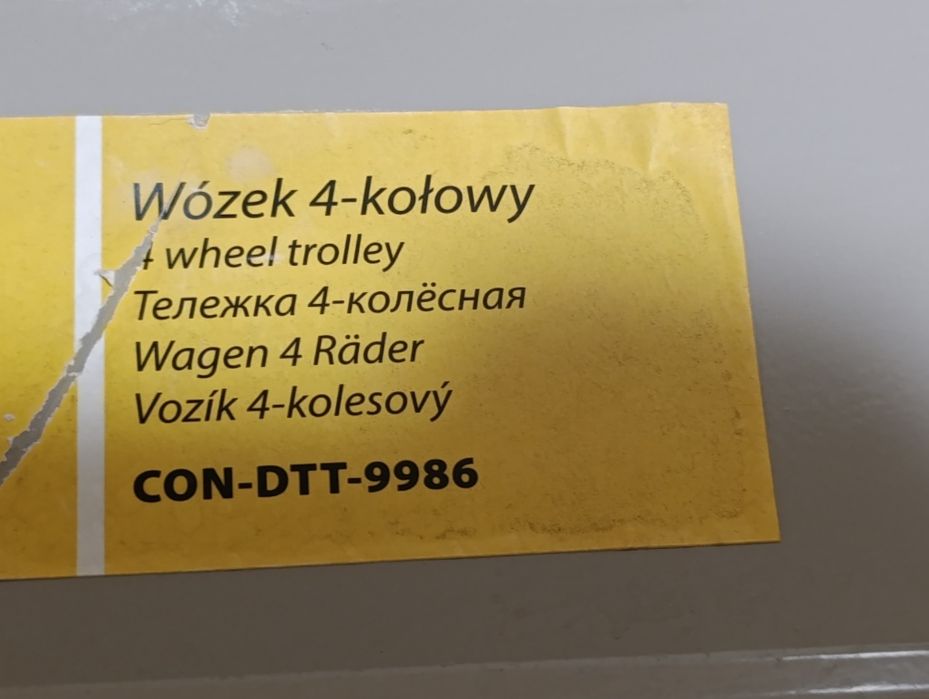 Wózek 4-kołowy
4 wheel trolley
Тележка 4-колёсная
Wagen 4 Räder
Vozík 4-kolesový
CON-DTT-9986